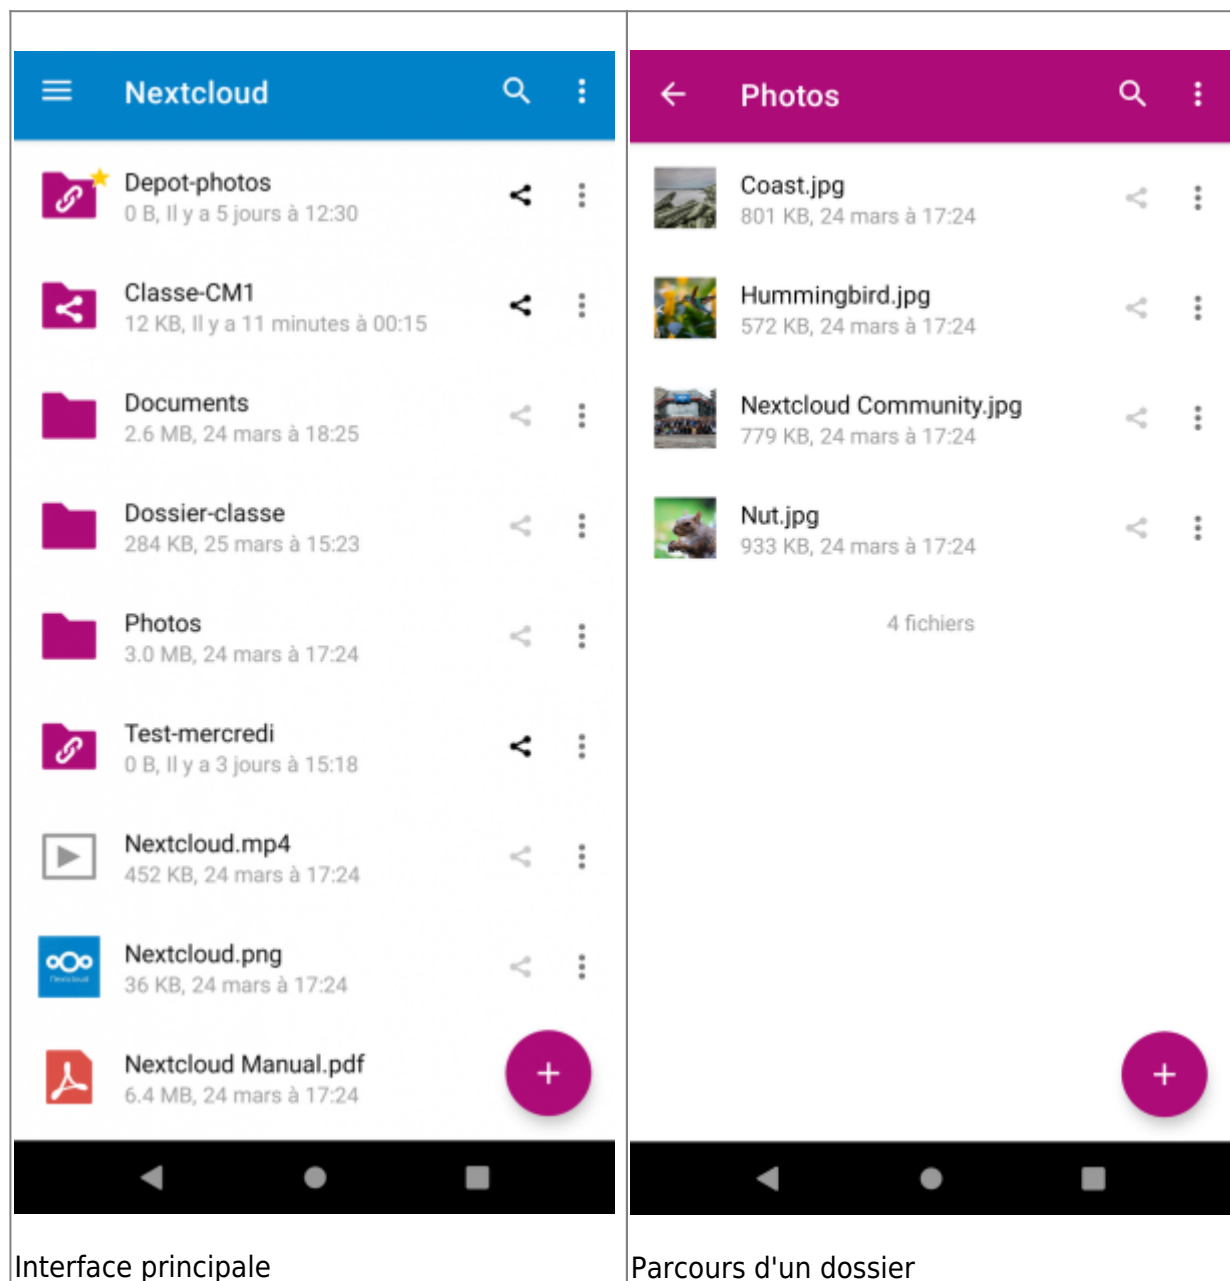 Nextcloud
Depot-photos
0 B, Il y a 5 jours à 12:30
Classe-CM1
12 KB, Il y a 11 minutes à 00:15
Documents
2.6 MB, 24 mars à 18:25
Dossier-classe
284 KB, 25 mars à 15:23
Photos
3.0 MB, 24 mars à 17:24
Test-mercredi
0 B, Il y a 3 jours à 15:18
Nextcloud.mp4
452 KB, 24 mars à 17:24
Nextcloud.png
36 KB, 24 mars à 17:24
Nextcloud
Nextcloud Manual.pdf
6.4 MB, 24 mars à 17:24
Interface principale
Photos
Coast.jpg
801 KB, 24 mars à 17:24
Hummingbird.jpg
572 KB, 24 mars à 17:24
Nextcloud Community.jpg
779 KB, 24 mars à 17:24
Nut.jpg
933 KB, 24 mars à 17:24
4 fichiers
Parcours d'un dossier